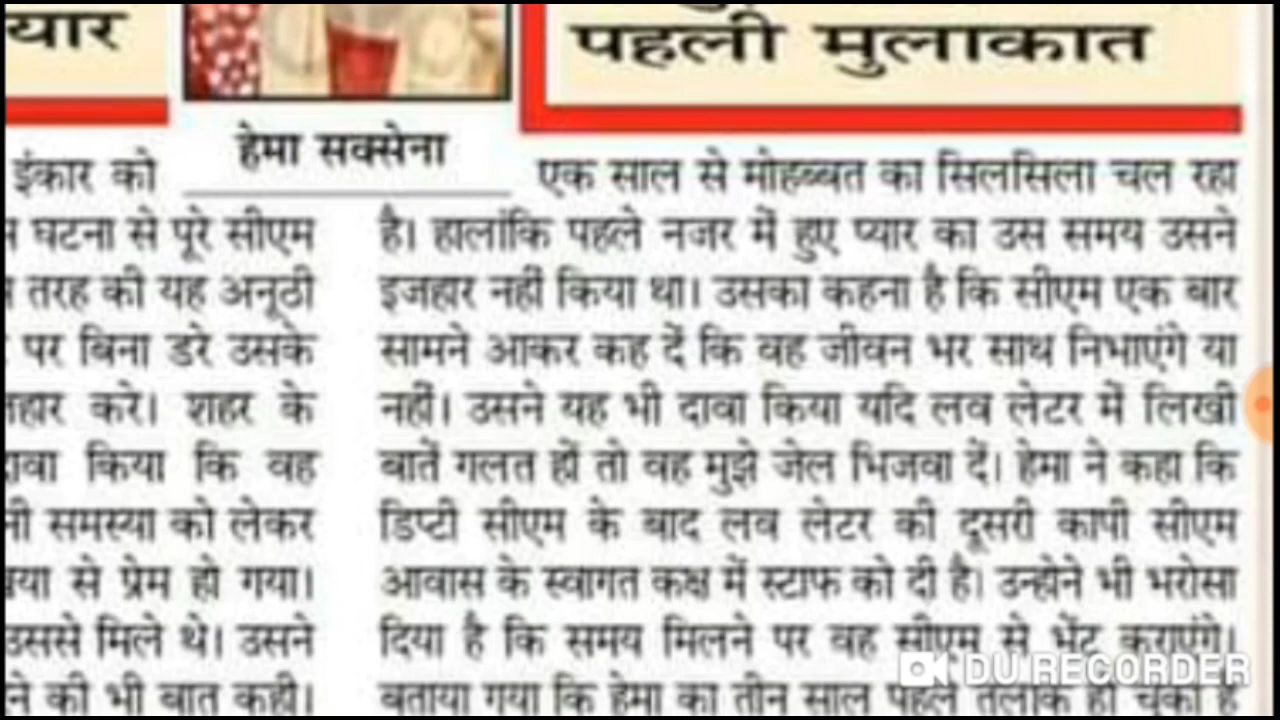 यार
पहली मुलाकात
हेमा सक्सेना
इंकार को
घटना से पूरे सीएम
तरह की यह अनूठी
पर बिना डरे उसके
करे। शहर के
किया कि वह
समस्या को लेकर
से प्रेम हो गया।
उससे मिले थे। उसने
ने की भी बात कही।
एक साल से मोहब्बत का सिलसिला चल रहा
है। हालांकि पहले नजर में हुए प्यार का उस समय उसने
इजहार नहीं किया था। उसका कहना है कि सीएम एक बार
सामने आकर कह दें कि वह जीवन भर साथ निभाएंगे या
नहीं। उसने यह भी दावा किया यदि लव लेटर में लिखी
बातें गलत हों तो वह मुझे जेल भिजवा दें। हेमा ने कहा कि
डिप्टी सीएम के बाद लव लेटर की दूसरी कापी सीएम
आवास के स्वागत कक्ष में स्टाफ को दी है। उन्होने भी भरोसा
दिया है कि समय मिलने पर वह सीएम से भेंट कराएंगे।
बताया गया कि हेमा का तीन साल पहले तलाक हो चुका है
DU RECORDER